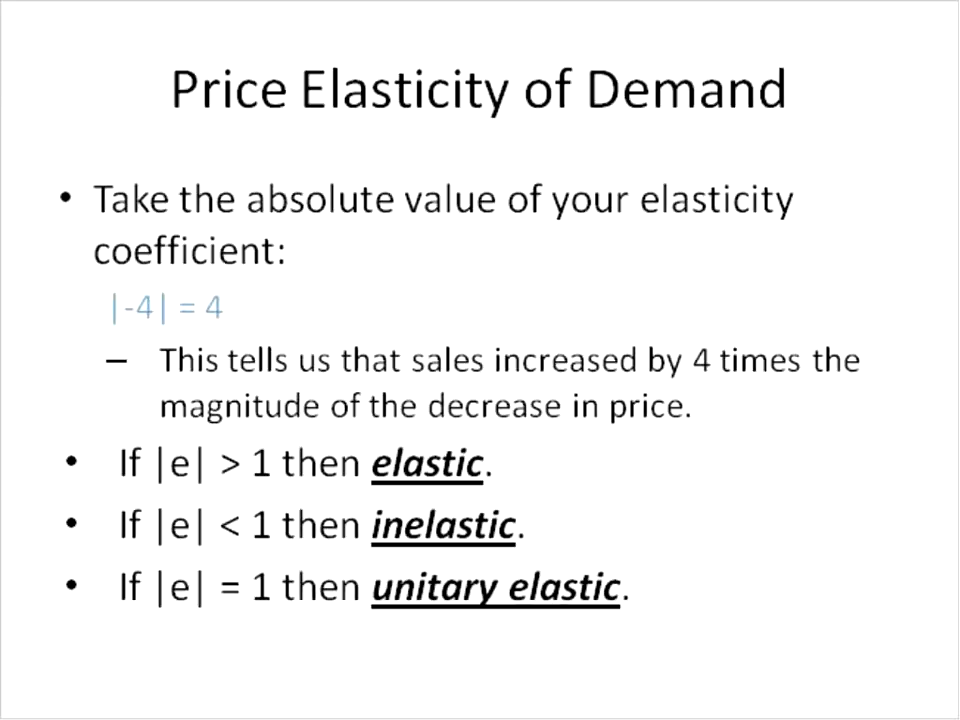 Price Elasticity of Demand
• Take the absolute value of your elasticity
coefficient:
|-4| = 4
– This tells us that sales increased by 4 times the
magnitude of the decrease in price.
• If |e| > 1 then elastic.
• If |e| < 1 then inelastic.
• If |e| = 1 then unitary elastic.